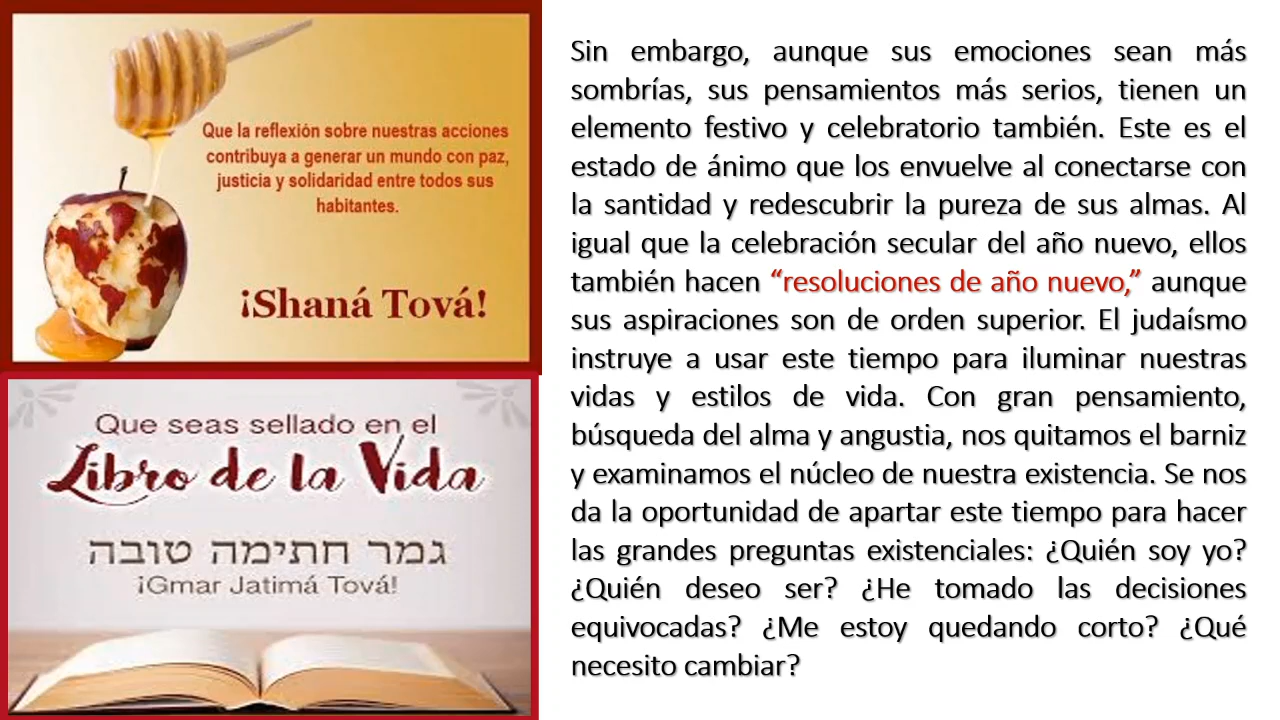 Que la reflexión sobre nuestras acciones
contribuya a generar un mundo con paz,
justicia y solidaridad entre todos sus
habitantes.
¡Shaná Tová!
Que seas sellado en el
Libro de la Vida
גמר חתימה טובה
¡Gmar Jatimá Tová!
Sin embargo, aunque sus emociones sean más
sombrías, sus pensamientos más serios, tienen un
elemento festivo y celebratorio también. Este es el
estado de ánimo que los envuelve al conectarse con
la santidad y redescubrir la pureza de sus almas. Al
igual que la celebración secular del año nuevo, ellos
también hacen “resoluciones de año nuevo,” aunque
sus aspiraciones son de orden superior. El judaísmo
instruye a usar este tiempo para iluminar nuestras
vidas y estilos de vida. Con gran pensamiento,
búsqueda del alma y angustia, nos quitamos el barniz
y examinamos el núcleo de nuestra existencia. Se nos
da la oportunidad de apartar este tiempo para hacer
las grandes preguntas existenciales: ¿Quién soy yo?
¿Quién deseo ser? ¿He tomado las decisiones
equivocadas? ¿Me estoy quedando corto? ¿Qué
necesito cambiar?